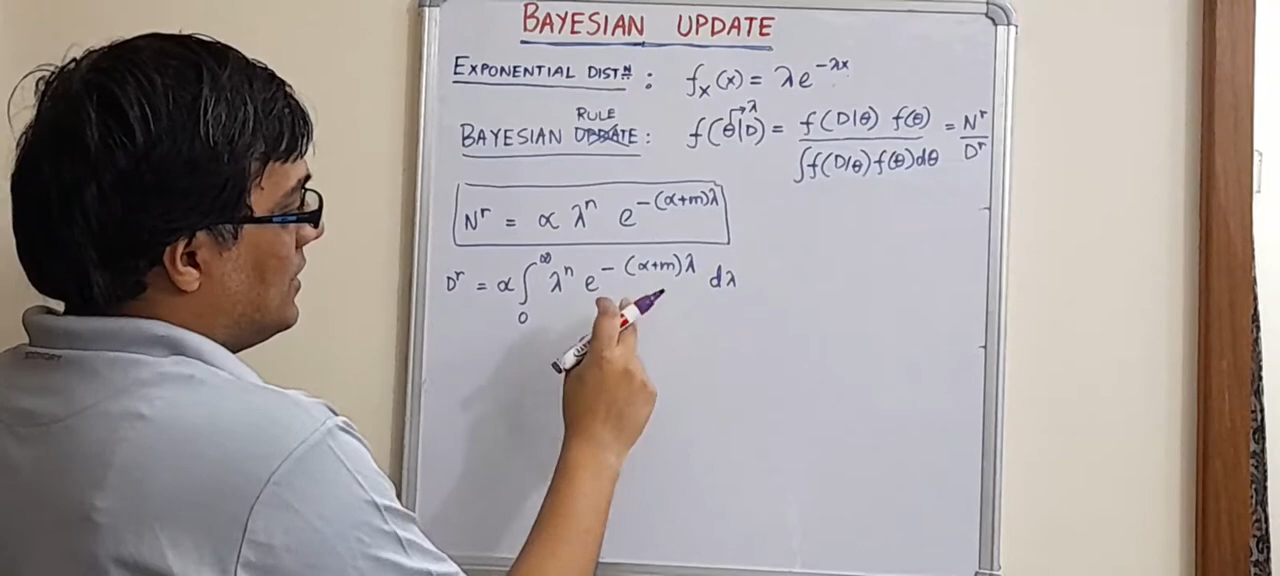 BAYESIAN UPDATE
EXPONENTIAL DISTN : fₓ(x) = λe^(-λx)
RULE
BAYESIAN UPDATE : f(θ|D) = f(D|θ) f(θ) / ∫f(D|θ)f(θ)dθ = Nʳ / Dʳ
→ λ
Nʳ = α λⁿ e^(-(α+m)λ)
Dʳ = α ∫₀^∞ λⁿ e^(-(α+m)λ) dλ